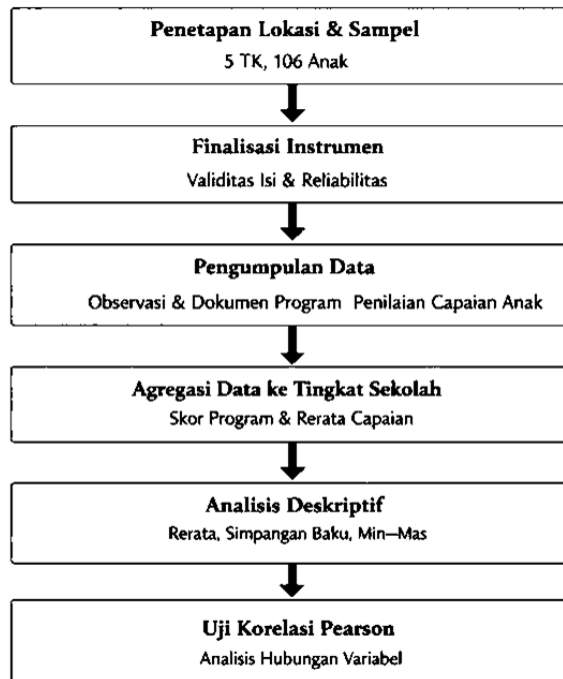 Penetapan Lokasi & Sampel
5 TK, 106 Anak
Finalisasi Instrumen
Validitas Isi & Reliabilitas
Pengumpulan Data
Observasi & Dokumen Program Penilaian Capaian Anak
Agregasi Data ke Tingkat Sekolah
Skor Program & Rerata Capaian
Analisis Deskriptif
Rerata, Simpangan Baku, Min—Mas
Uji Korelasi Pearson
Analisis Hubungan Variabel